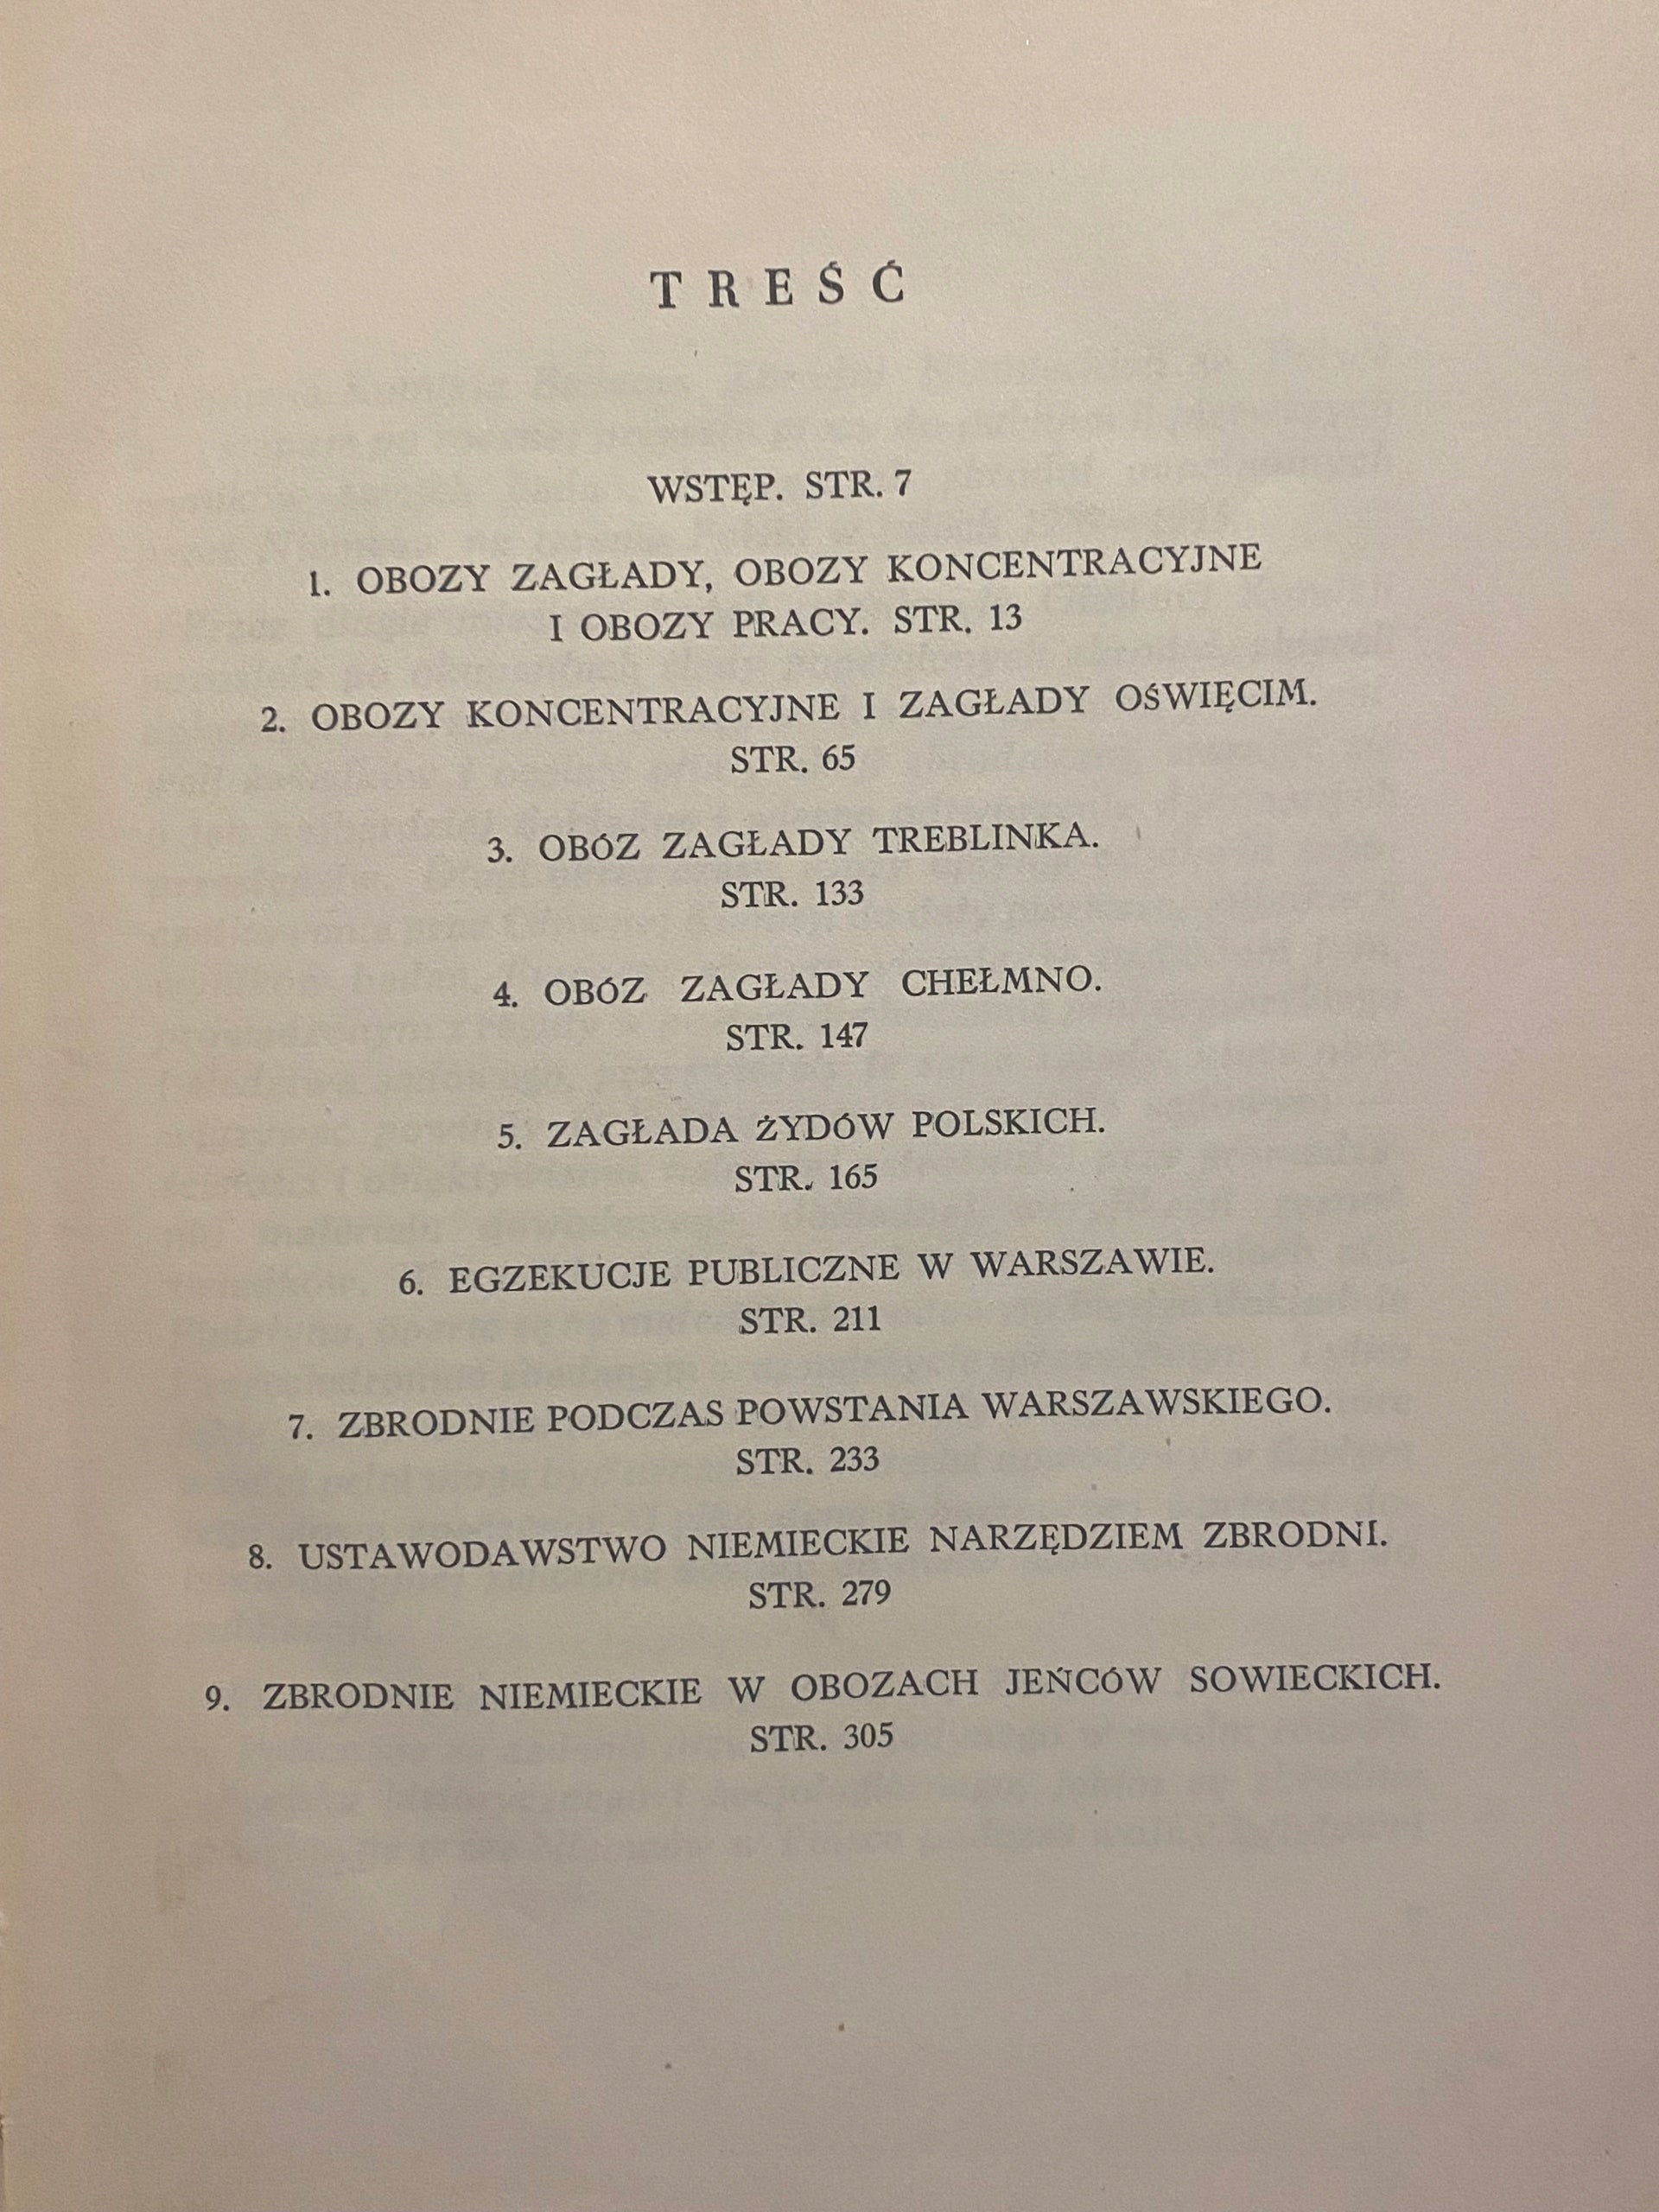 TREŚĆ
WSTĘP. STR. 7
1. OBOZY ZAGŁADY, OBOZY KONCENTRACYJNE
I OBOZY PRACY. STR. 13
2. OBOZY KONCENTRACYJNE I ZAGŁADY OŚWIĘCIM.
STR. 65
3. OBÓZ ZAGŁADY TREBLINKA.
STR. 133
4. OBÓZ ZAGŁADY CHEŁMNO.
STR. 147
5. ZAGŁADA ŻYDÓW POLSKICH.
STR. 165
6. EGZEKUCJE PUBLICZNE W WARSZAWIE.
STR. 211
7. ZBRODNIE PODCZAS POWSTANIA WARSZAWSKIEGO.
STR. 233
8. USTAWODAWSTWO NIEMIECKIE NARZĘDZIEM ZBRODNI.
STR. 279
9. ZBRODNIE NIEMIECKIE W OBOZACH JEŃCÓW SOWIECKICH.
STR. 305